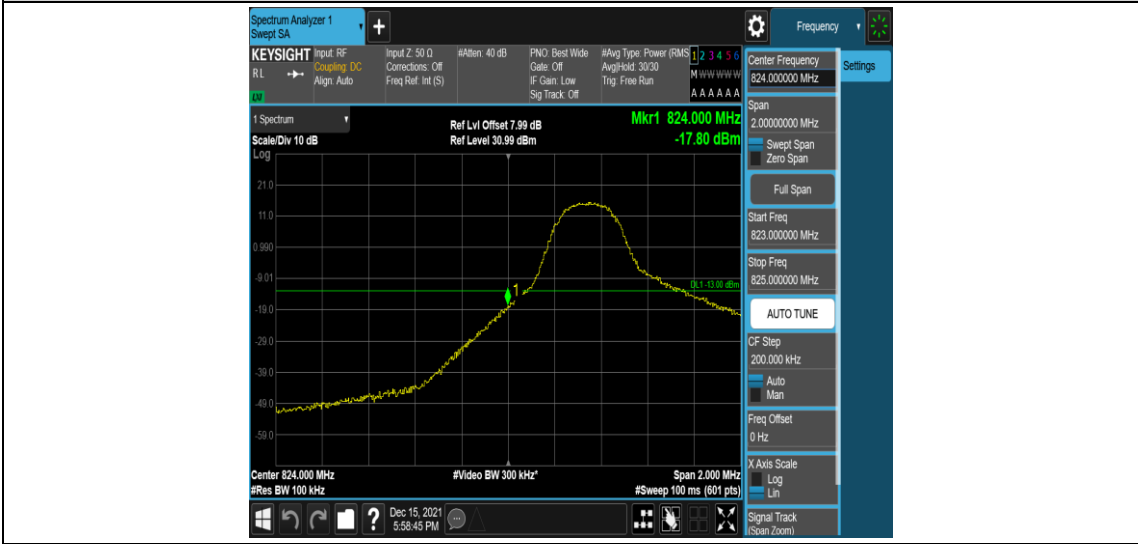 Spectrum Analyzer 1
Swept SA
+
Frequency
KEYSIGHT
RL
Input: RF
Coupling: DC
Align: Auto
Input Z: 50 Ω
Corrections: Off
Freq Ref: Int (S)
#Atten: 40 dB
PNO: Best Wide
Gate: Off
IF Gain: Low
Sig Track: Off
#Avg Type: Power (RMS
Avg|Hold: 30/30
Trig: Free Run
1 2 3 4 5 6
M W W W W W
A A A A A A
1 Spectrum
Scale/Div 10 dB
Log
Ref Lvl Offset 7.99 dB
Ref Level 30.99 dBm
Mkr1 824.000 MHz
-17.80 dBm
21.0
11.0
0.990
-9.01
-19.0
-29.0
-39.0
-49.0
-59.0
1
DL1 -13.00 dBm
Center 824.000 MHz
#Res BW 100 kHz
#Video BW 300 kHz*
Span 2.000 MHz
#Sweep 100 ms (601 pts)
Center Frequency
824.000000 MHz
Settings
Span
2.00000000 MHz
Swept Span
Zero Span
Full Span
Start Freq
823.000000 MHz
Stop Freq
825.000000 MHz
AUTO TUNE
CF Step
200.000 kHz
Auto
Man
Freq Offset
0 Hz
X Axis Scale
Log
Lin
Signal Track
(Span Zoom)
?
Dec 15, 2021
5:58:45 PM